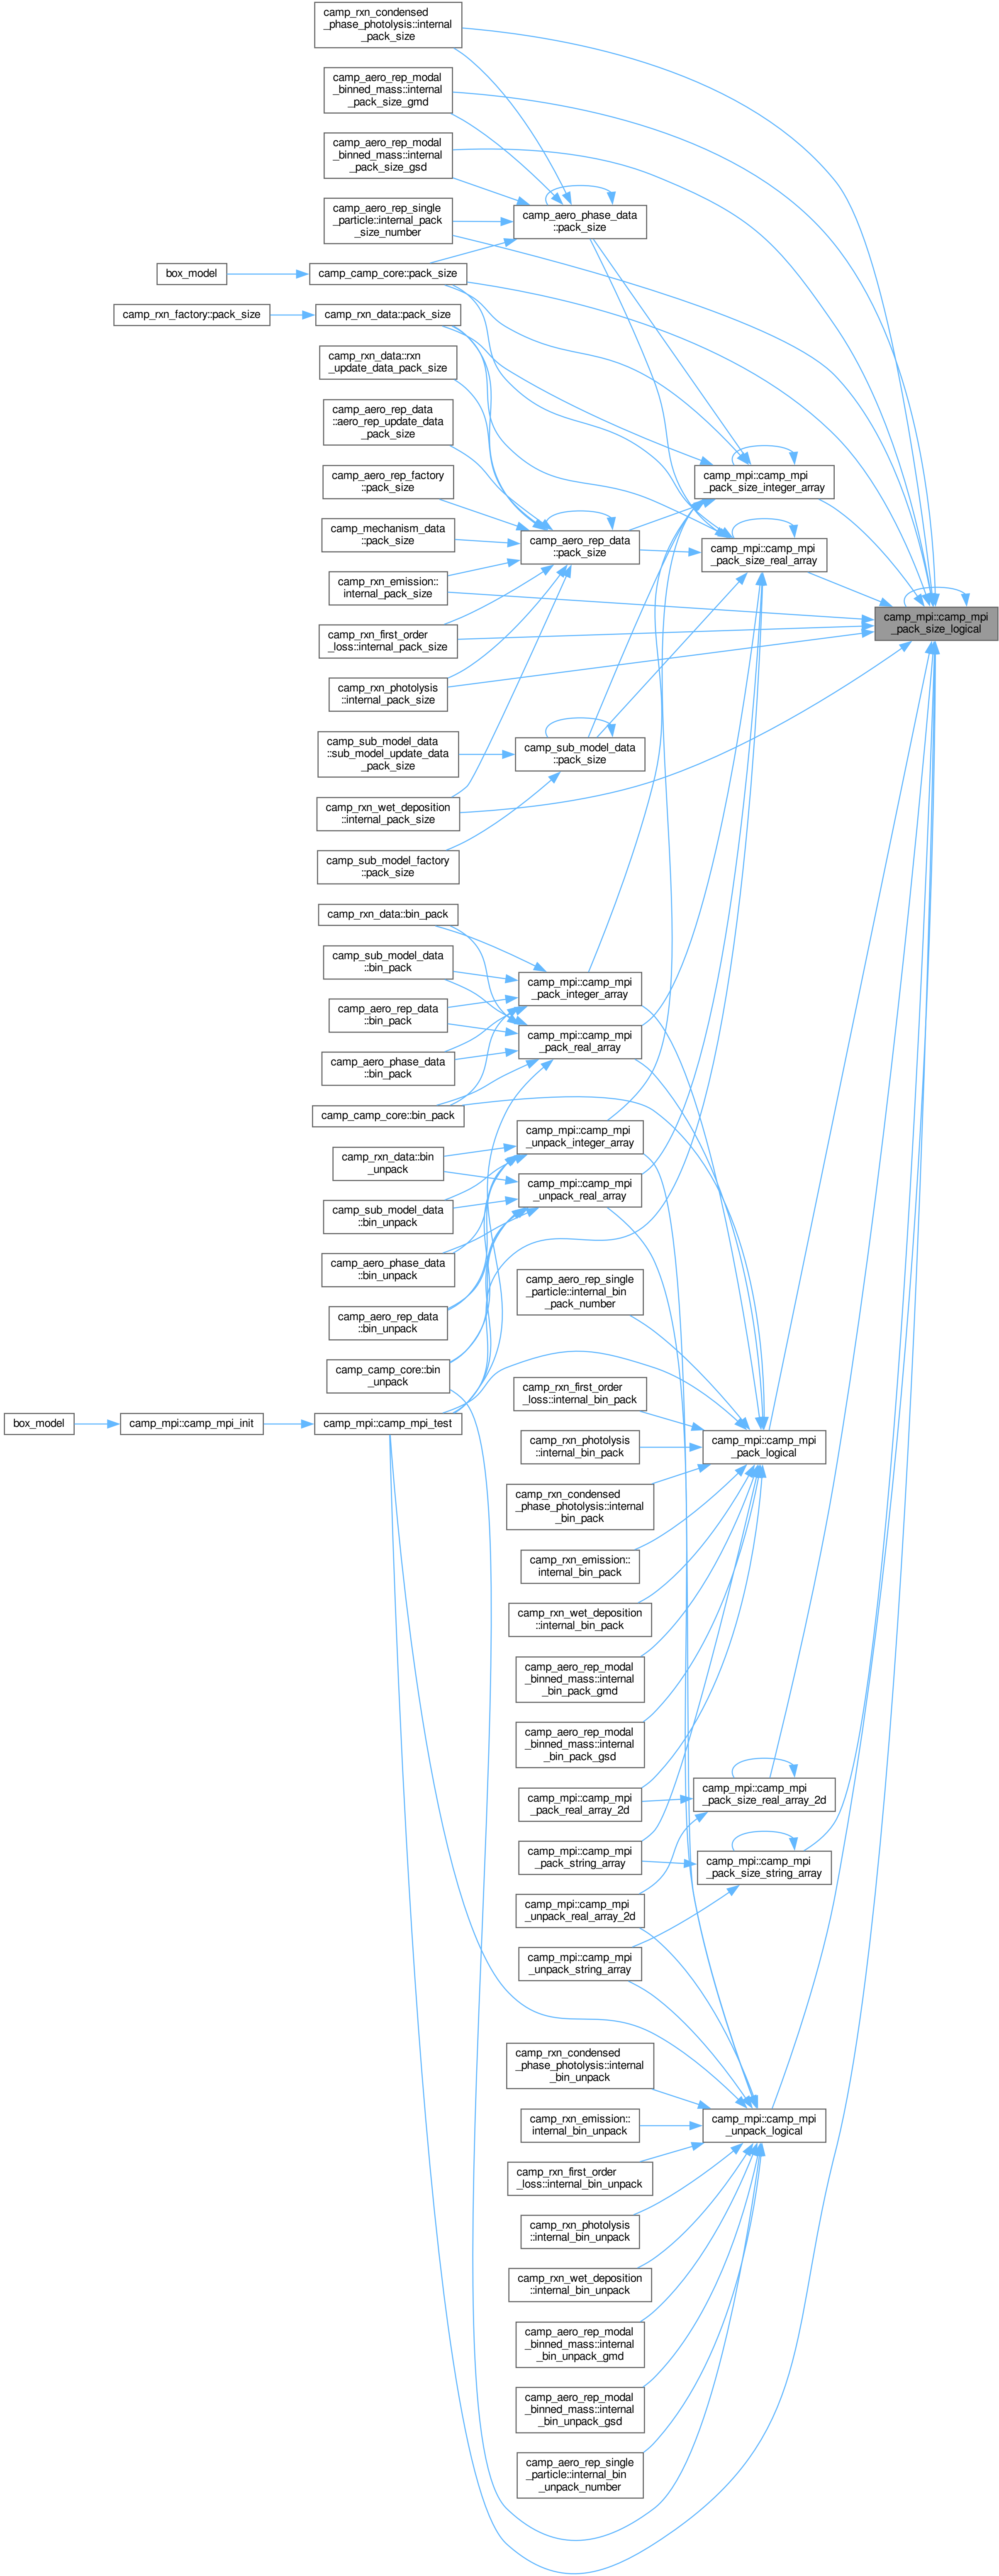 camp_rxn_condensed
_phase_photolysis::internal
_pack_size
camp_aero_rep_modal
_binned_mass::internal
_pack_size_gmd
camp_aero_rep_modal
_binned_mass::internal
_pack_size_gsd
camp_aero_rep_single
_particle::internal_pack
_size_number
camp_aero_phase_data
::pack_size
box_model
camp_camp_core::pack_size
camp_rxn_factory::pack_size
camp_rxn_data::pack_size
camp_rxn_data::rxn
_update_data_pack_size
camp_aero_rep_data
::aero_rep_update_data
_pack_size
camp_aero_rep_factory
::pack_size
camp_mpi::camp_mpi
_pack_size_integer_array
camp_mechanism_data
::pack_size
camp_aero_rep_data
::pack_size
camp_mpi::camp_mpi
_pack_size_real_array
camp_rxn_emission::
internal_pack_size
camp_mpi::camp_mpi
_pack_size_logical
camp_rxn_first_order
_loss::internal_pack_size
camp_rxn_photolysis
::internal_pack_size
camp_sub_model_data
::sub_model_update_data
_pack_size
camp_sub_model_data
::pack_size
camp_rxn_wet_deposition
::internal_pack_size
camp_sub_model_factory
::pack_size
camp_rxn_data::bin_pack
camp_sub_model_data
::bin_pack
camp_mpi::camp_mpi
_pack_integer_array
camp_aero_rep_data
::bin_pack
camp_mpi::camp_mpi
_pack_real_array
camp_aero_phase_data
::bin_pack
camp_camp_core::bin_pack
camp_mpi::camp_mpi
_unpack_integer_array
camp_rxn_data::bin
_unpack
camp_mpi::camp_mpi
_unpack_real_array
camp_sub_model_data
::bin_unpack
camp_aero_phase_data
::bin_unpack
camp_aero_rep_single
_particle::internal_bin
_pack_number
camp_aero_rep_data
::bin_unpack
camp_camp_core::bin
_unpack
camp_rxn_first_order
_loss::internal_bin_pack
box_model
camp_mpi::camp_mpi_init
camp_mpi::camp_mpi_test
camp_rxn_photolysis
::internal_bin_pack
camp_mpi::camp_mpi
_pack_logical
camp_rxn_condensed
_phase_photolysis::internal
_bin_pack
camp_rxn_emission::
internal_bin_pack
camp_rxn_wet_deposition
::internal_bin_pack
camp_aero_rep_modal
_binned_mass::internal
_bin_pack_gmd
camp_aero_rep_modal
_binned_mass::internal
_bin_pack_gsd
camp_mpi::camp_mpi
_pack_size_real_array_2d
camp_mpi::camp_mpi
_pack_real_array_2d
camp_mpi::camp_mpi
_pack_string_array
camp_mpi::camp_mpi
_pack_size_string_array
camp_mpi::camp_mpi
_unpack_real_array_2d
camp_mpi::camp_mpi
_unpack_string_array
camp_rxn_condensed
_phase_photolysis::internal
_bin_unpack
camp_rxn_emission::
internal_bin_unpack
camp_mpi::camp_mpi
_unpack_logical
camp_rxn_first_order
_loss::internal_bin_unpack
camp_rxn_photolysis
::internal_bin_unpack
camp_rxn_wet_deposition
::internal_bin_unpack
camp_aero_rep_modal
_binned_mass::internal
_bin_unpack_gmd
camp_aero_rep_modal
_binned_mass::internal
_bin_unpack_gsd
camp_aero_rep_single
_particle::internal_bin
_unpack_number